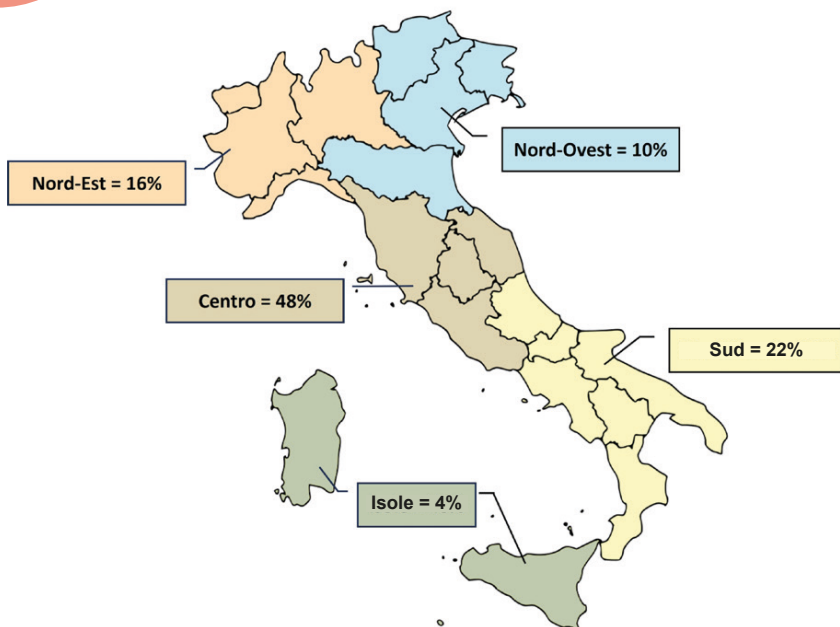 Nord-Ovest = 10%
Nord-Est = 16%
Centro = 48%
Sud = 22%
Isole = 4%